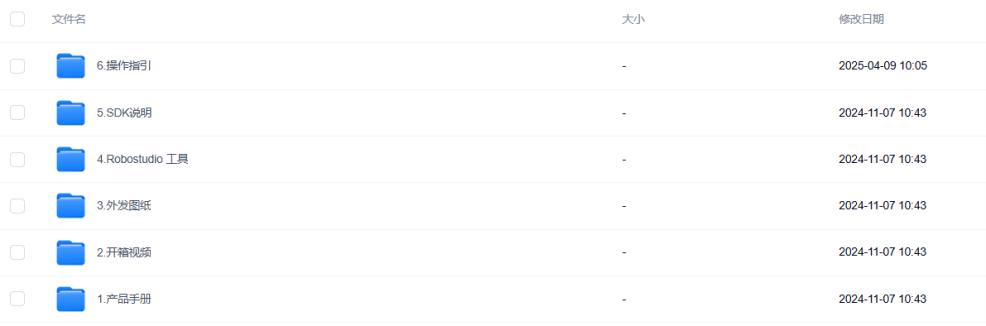 文件名 大小 修改日期
6.操作指引 - 2025-04-09 10:05
5.SDK说明 - 2024-11-07 10:43
4.Robostudio 工具 - 2024-11-07 10:43
3.外发图纸 - 2024-11-07 10:43
2.开箱视频 - 2024-11-07 10:43
1.产品手册 - 2024-11-07 10:43